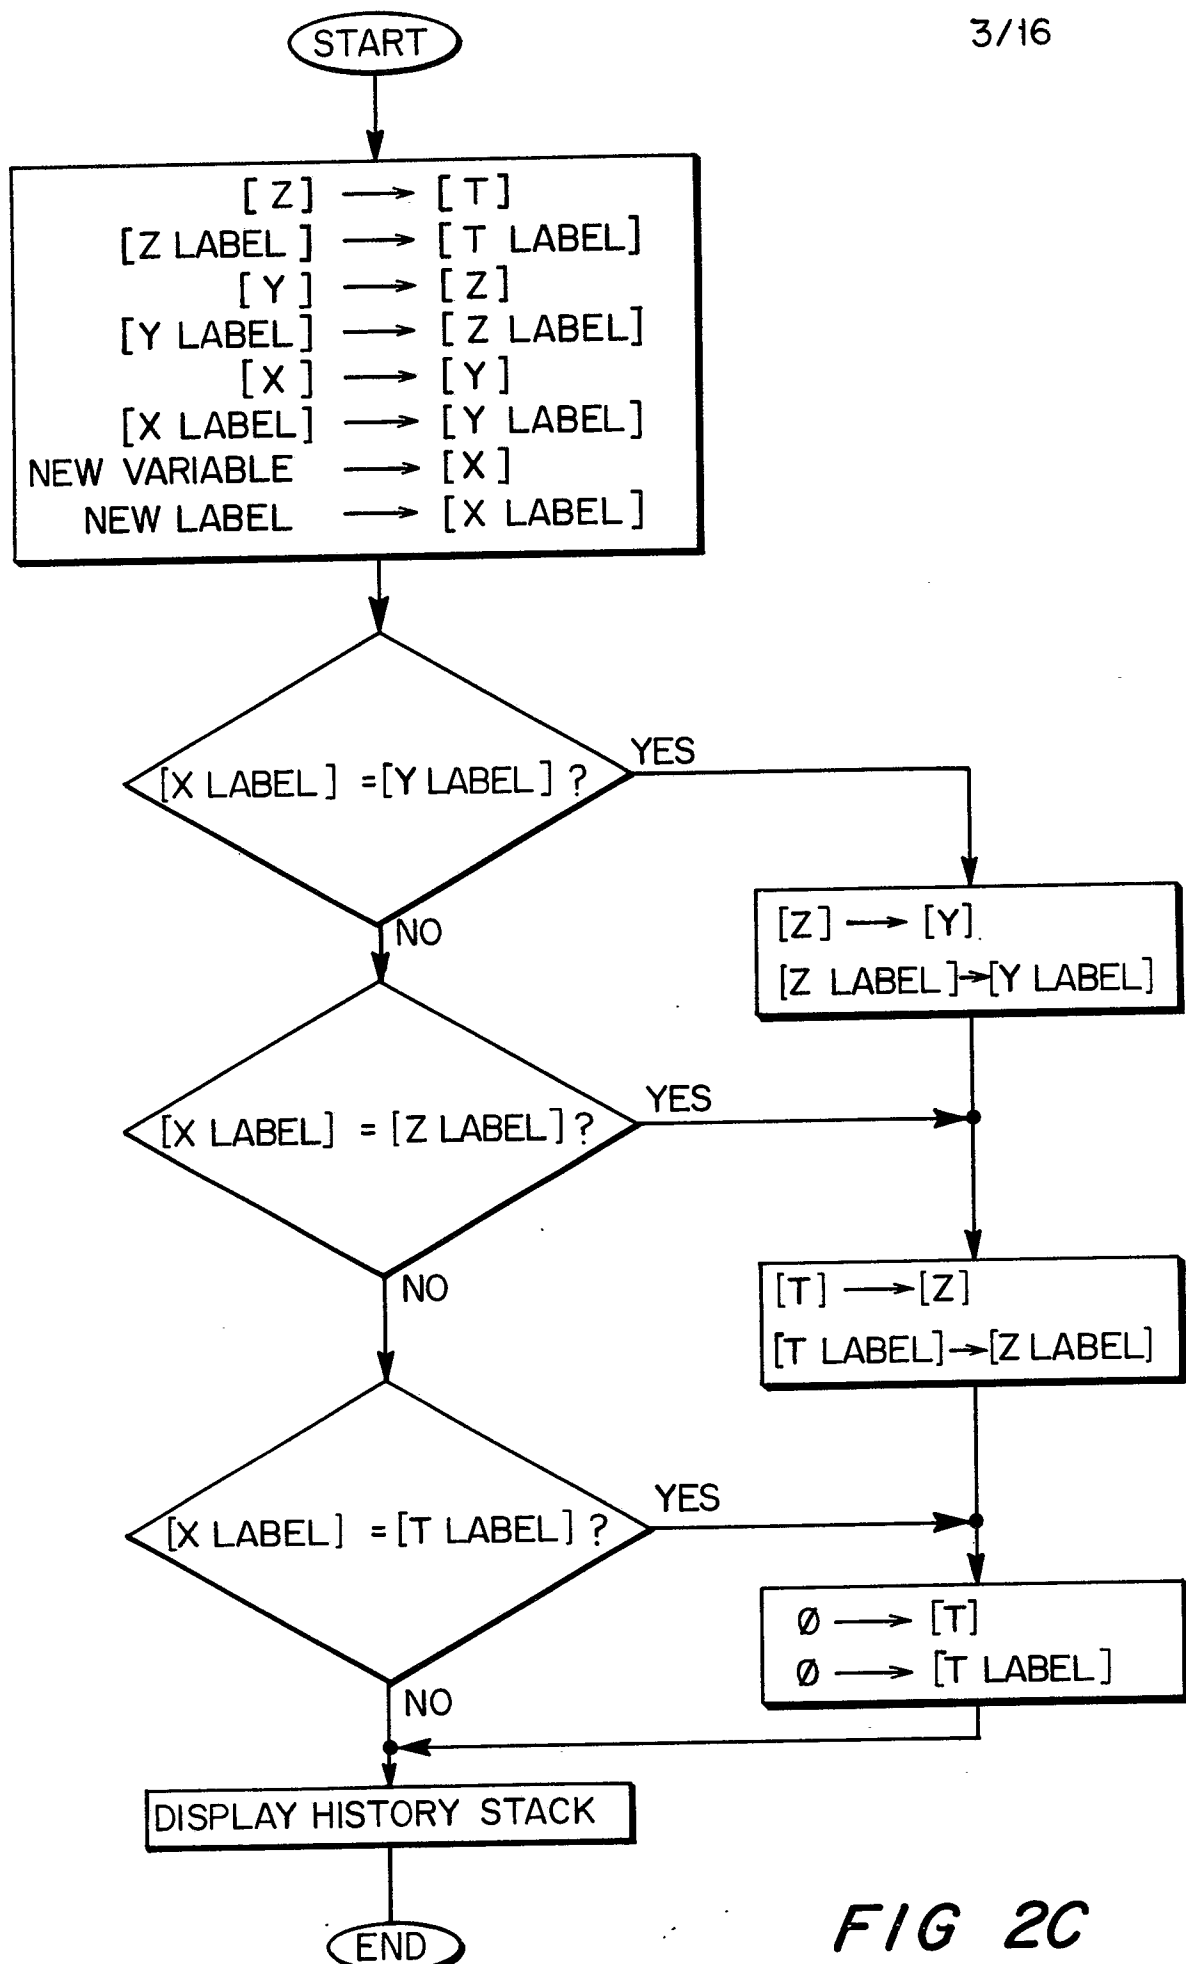 3/16
START
[Z] → [T]
[Z LABEL] → [T LABEL]
[Y] → [Z]
[Y LABEL] → [Z LABEL]
[X] → [Y]
[X LABEL] → [Y LABEL]
NEW VARIABLE → [X]
NEW LABEL → [X LABEL]
[X LABEL] =[Y LABEL] ?
YES
NO
[Z] → [Y]
[Z LABEL]→[Y LABEL]
[X LABEL] = [Z LABEL] ?
YES
NO
[T] → [Z]
[T LABEL]→[Z LABEL]
[X LABEL] = [T LABEL] ?
YES
NO
Ø → [T]
Ø → [T LABEL]
DISPLAY HISTORY STACK
END
FIG 2C